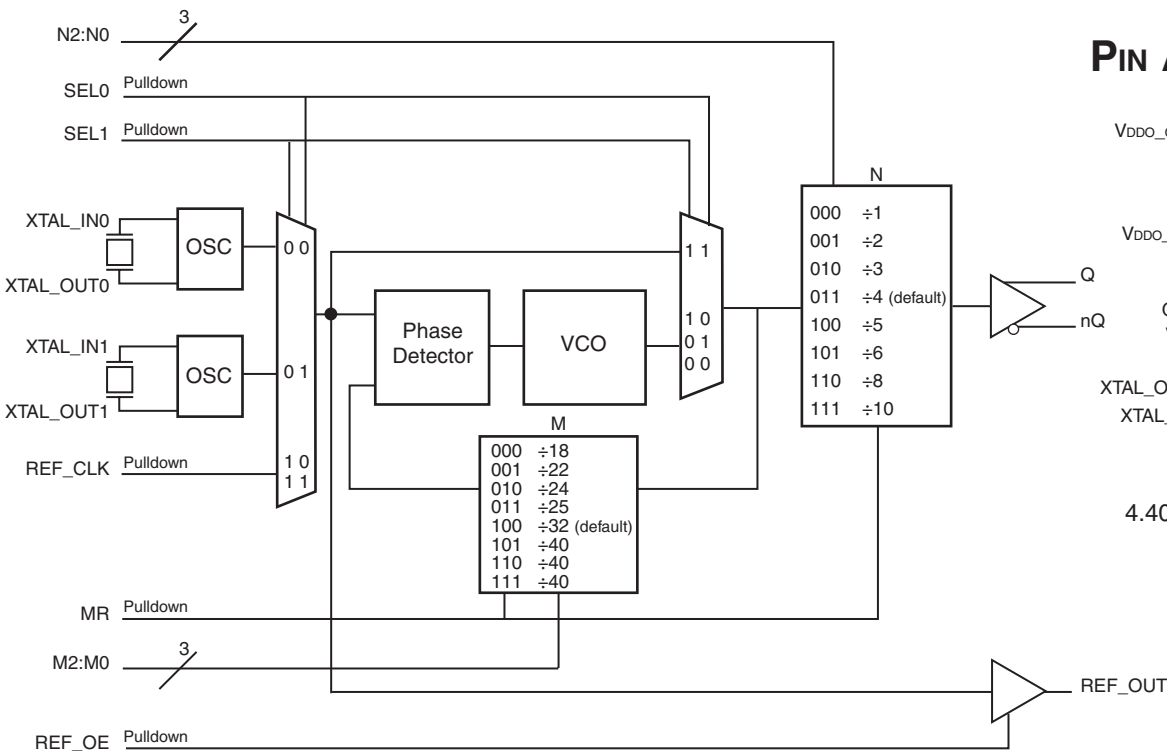 3
N2:N0
SEL0 Pulldown
SEL1 Pulldown
XTAL_IN0
OSC
XTAL_OUT0
0 0
XTAL_IN1
OSC
XTAL_OUT1
0 1
REF_CLK Pulldown
1 0
1 1
Phase
Detector
VCO
1 1
1 0
0 1
0 0
M
000 ÷18
001 ÷22
010 ÷24
011 ÷25
100 ÷32 (default)
101 ÷40
110 ÷40
111 ÷40
N
000 ÷1
001 ÷2
010 ÷3
011 ÷4 (default)
100 ÷5
101 ÷6
110 ÷8
111 ÷10
Q
nQ
MR Pulldown
3
M2:M0
REF_OUT
REF_OE Pulldown
PIN
VDDO_
VDDO_
XTAL_O
XTAL_
4.40